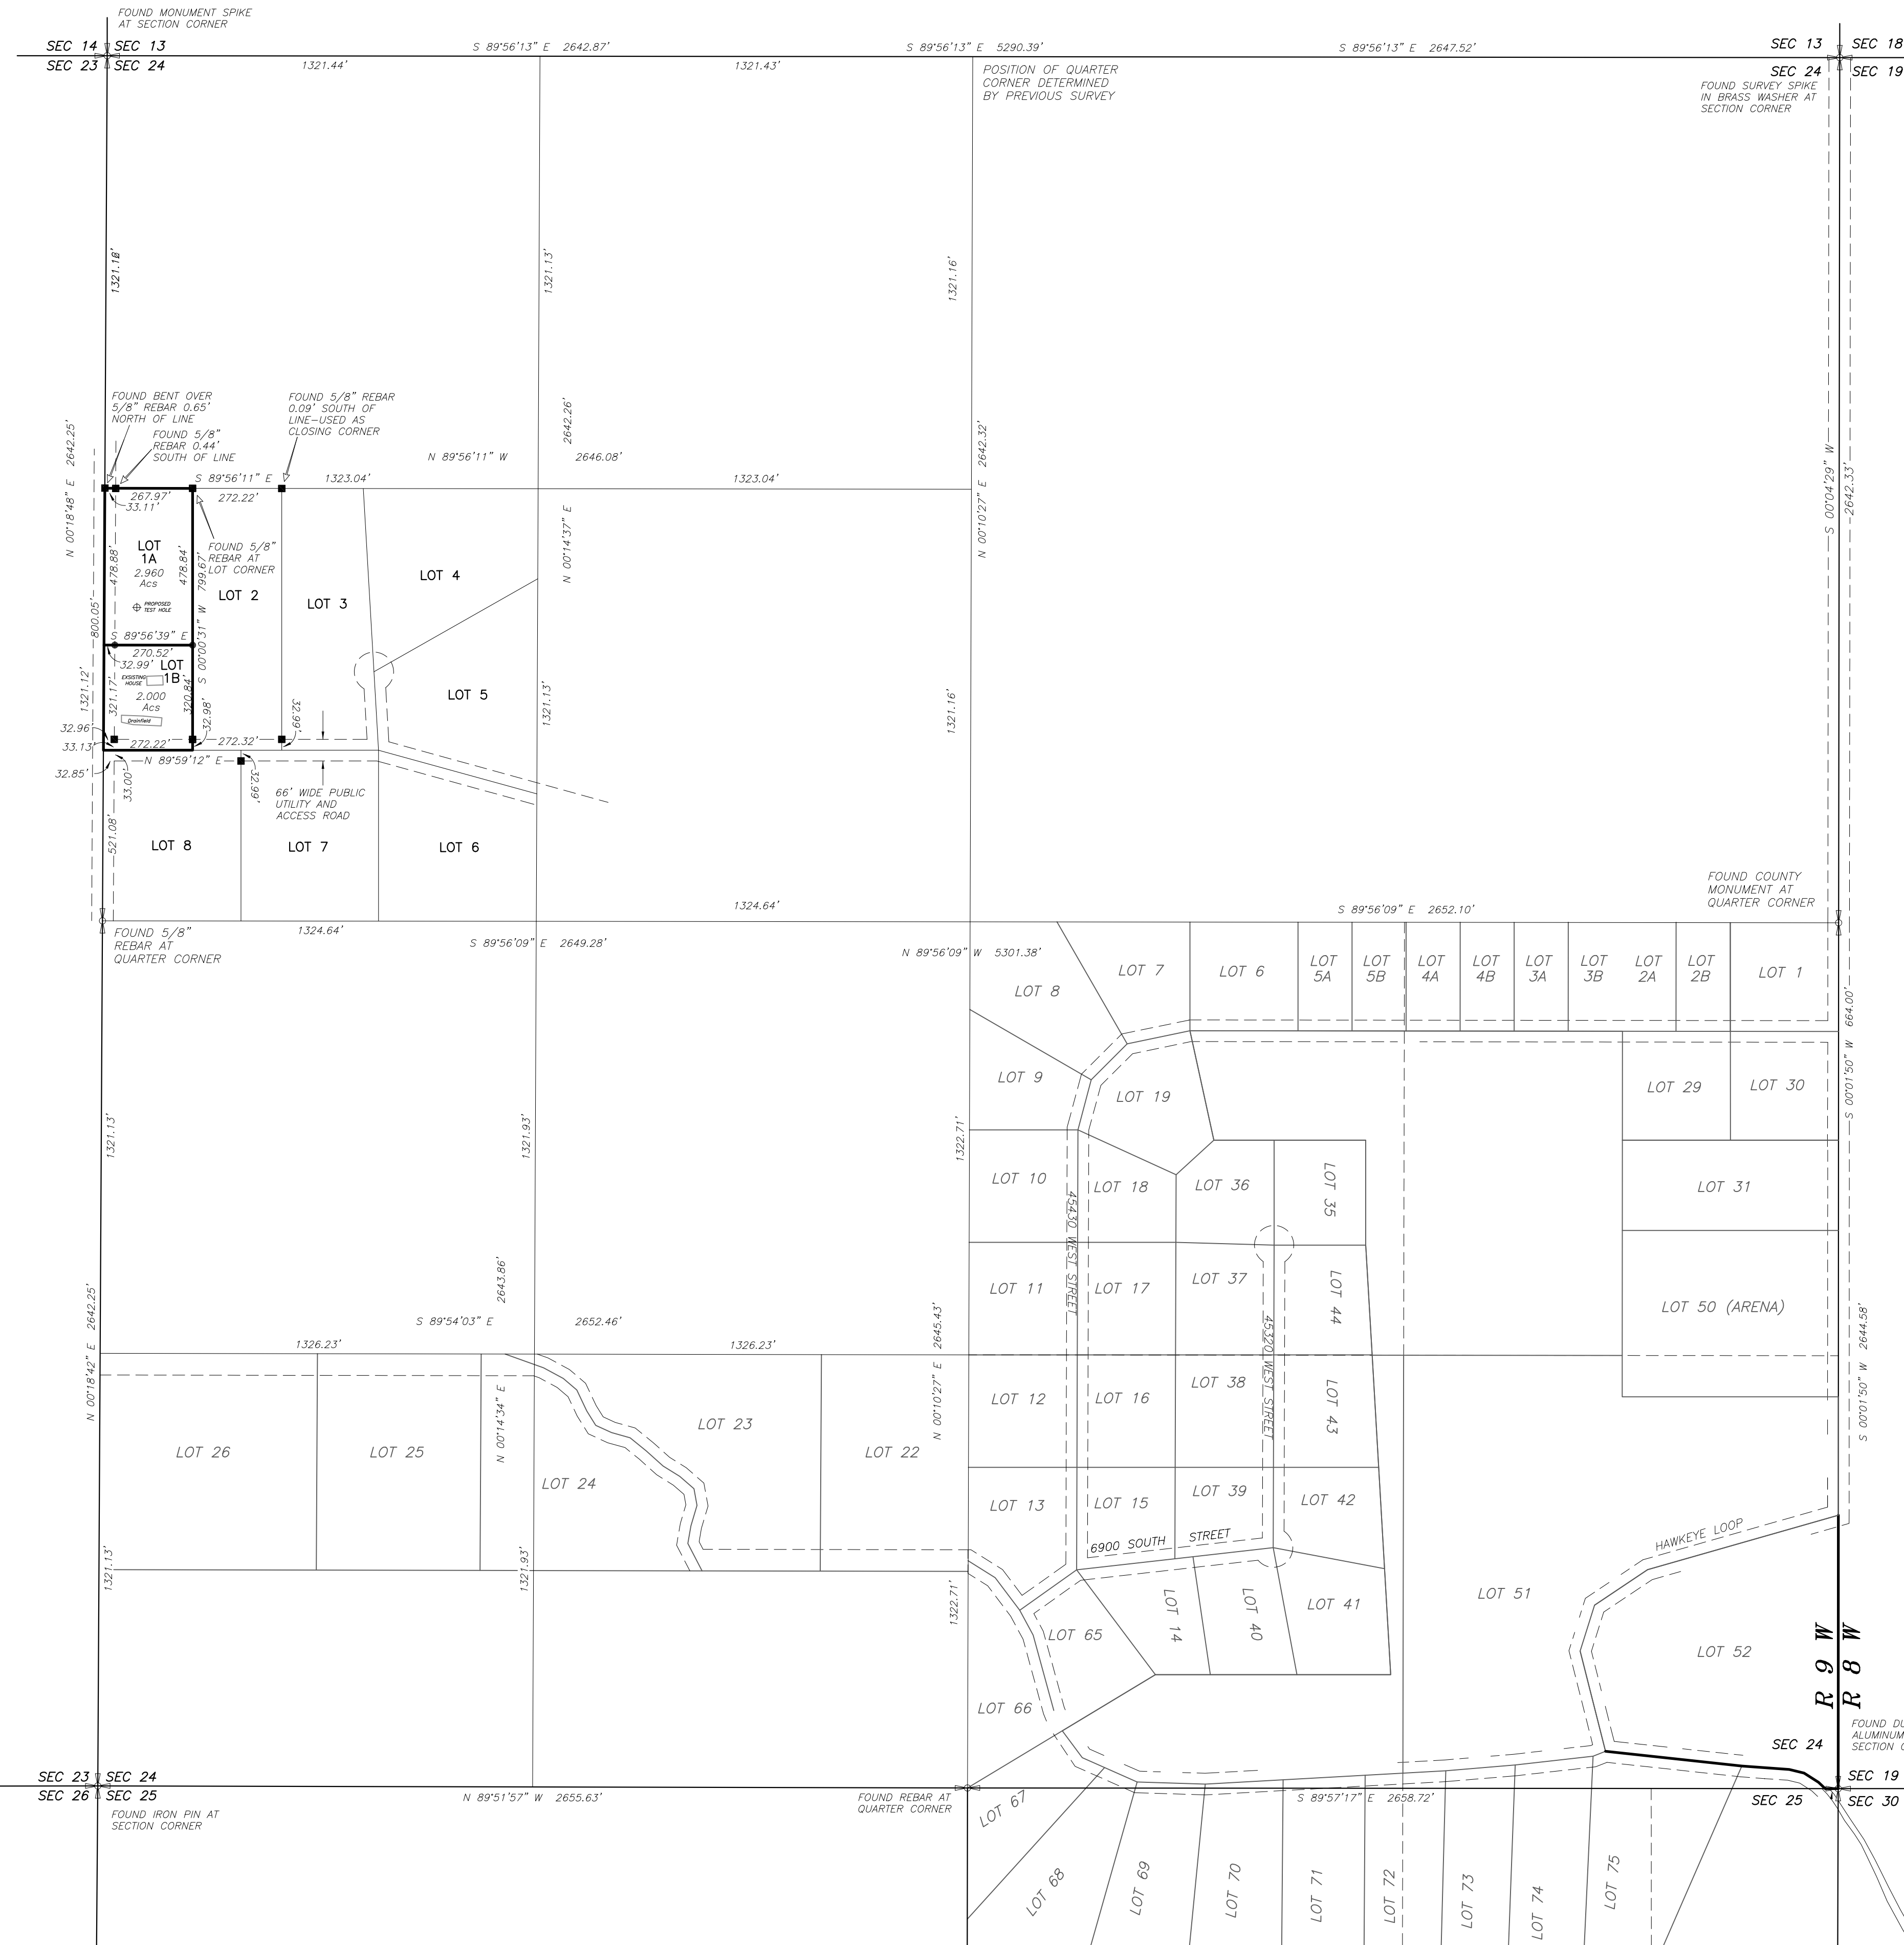 FOUND MONUMENT SPIKE
AT SECTION CORNER
SEC 14 SEC 13
SEC 23 SEC 24
S 89°56'13" E 2642.87'
S 89°56'13" E 5290.39'
S 89°56'13" E 2647.52'
SEC 13 SEC 18
SEC 24 SEC 19
1321.44'
1321.43'
POSITION OF QUARTER
CORNER DETERMINED
BY PREVIOUS SURVEY
FOUND SURVEY SPIKE
IN BRASS WASHER AT
SECTION CORNER
1321.13'
1321.16'
FOUND BENT OVER
5/8" REBAR 0.65'
NORTH OF LINE
FOUND 5/8"
REBAR 0.44'
SOUTH OF LINE
FOUND 5/8" REBAR
0.09' SOUTH OF
LINE-USED AS
CLOSING CORNER
N 00°18'48" E 2642.25'
N 89°56'11" W 2646.08'
N 00°14'37" E 2642.26'
N 00°10'27" E 2642.32'
S 00°04'29" W
2642.33'
S 89°56'11" E
1323.04'
1323.04'
267.97'
272.22'
33.11'
LOT
1A
2.960
Acs
PROPOSED
TEST HOLE
478.88'
478.84'
FOUND 5/8"
REBAR AT
LOT CORNER
S 00°00'31" W 799.67'
800.05'
LOT 2
LOT 3
LOT 4
LOT 5
S 89°56'39" E
270.52'
32.99'
LOT
1B
EXSISTING
HOUSE
2.000
Acs
Drainfield
321.17'
320.84'
1321.12'
32.98'
32.99'
32.96'
33.13'
272.22'
272.32'
N 89°59'12" E
32.85'
33.00'
32.99'
66' WIDE PUBLIC
UTILITY AND
ACCESS ROAD
1321.13'
1321.16'
521.08'
LOT 8
LOT 7
LOT 6
FOUND COUNTY
MONUMENT AT
QUARTER CORNER
1324.64'
S 89°56'09" E 2652.10'
FOUND 5/8"
REBAR AT
QUARTER CORNER
1324.64'
S 89°56'09" E 2649.28'
N 89°56'09" W 5301.38'
LOT 8
LOT 7
LOT 6
LOT
5A
LOT
5B
LOT
4A
LOT
4B
LOT
3A
LOT
3B
LOT
2A
LOT
2B
LOT 1
S 00°01'50" W 664.00'
LOT 9
LOT 19
LOT 29
LOT 30
1321.13'
1321.93'
1322.71'
LOT 10
LOT 18
LOT 36
LOT 35
LOT 31
45430 WEST STREET
LOT 11
LOT 17
LOT 37
LOT 44
LOT 50 (ARENA)
45320 WEST STREET
N 00°18'42" E 2642.25'
2643.86'
N 00°14'34" E
S 89°54'03" E 2652.46'
1326.23'
1326.23'
N 00°10'27" E 2645.43'
S 00°01'50" W 2644.58'
LOT 12
LOT 16
LOT 38
LOT 43
LOT 26
LOT 25
LOT 24
LOT 23
LOT 22
LOT 13
LOT 15
LOT 39
LOT 42
6900 SOUTH STREET
HAWKEYE LOOP
1321.13'
1321.93'
1322.71'
LOT 65
LOT 14
LOT 40
LOT 41
LOT 51
LOT 52
R 9 W
R 8 W
LOT 66
FOUND DU
ALUMINUM
SECTION C
SEC 24
SEC 19
SEC 25
SEC 30
SEC 23 SEC 24
SEC 26 SEC 25
FOUND IRON PIN AT
SECTION CORNER
N 89°51'57" W 2655.63'
FOUND REBAR AT
QUARTER CORNER
S 89°57'17" E 2658.72'
LOT 67
LOT 68
LOT 69
LOT 70
LOT 71
LOT 72
LOT 73
LOT 74
LOT 75